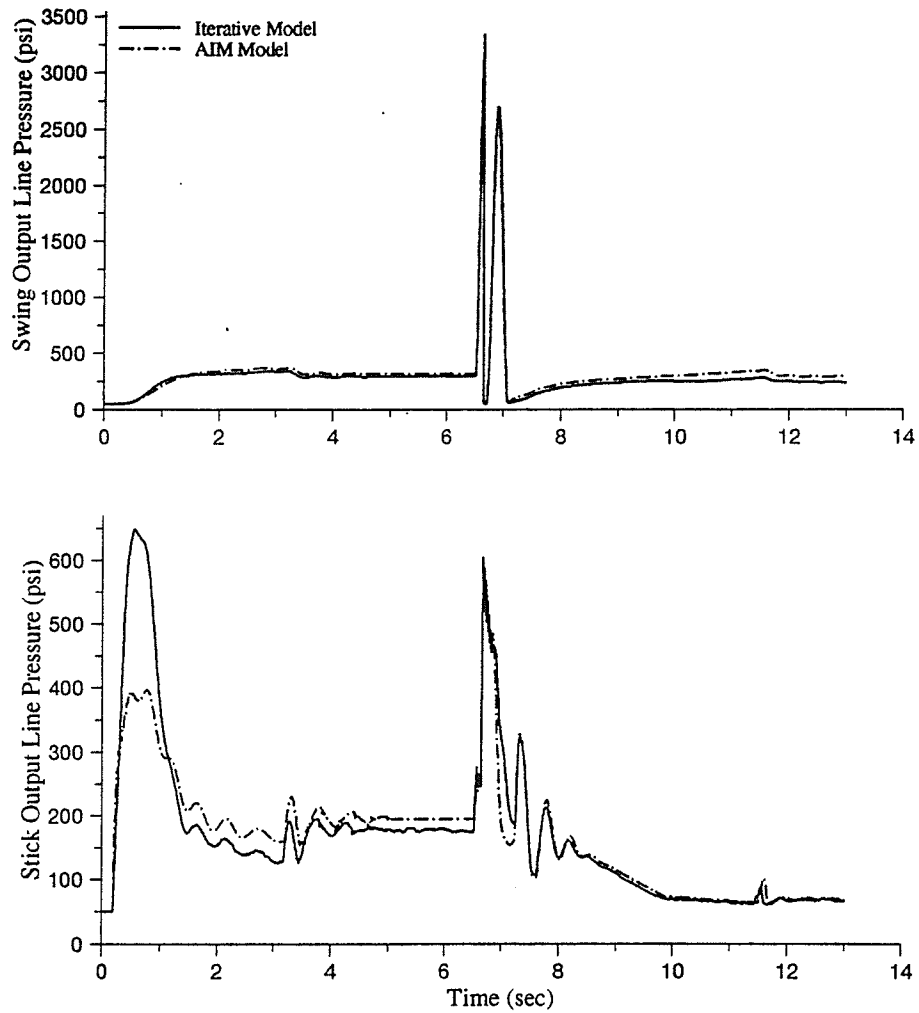 Iterative Model
AIM Model
Swing Output Line Pressure (psi)
3500
3000
2500
2000
1500
1000
500
0
0 2 4 6 8 10 12 14
Stick Output Line Pressure (psi)
600
500
400
300
200
100
0
0 2 4 6 8 10 12 14
Time (sec)